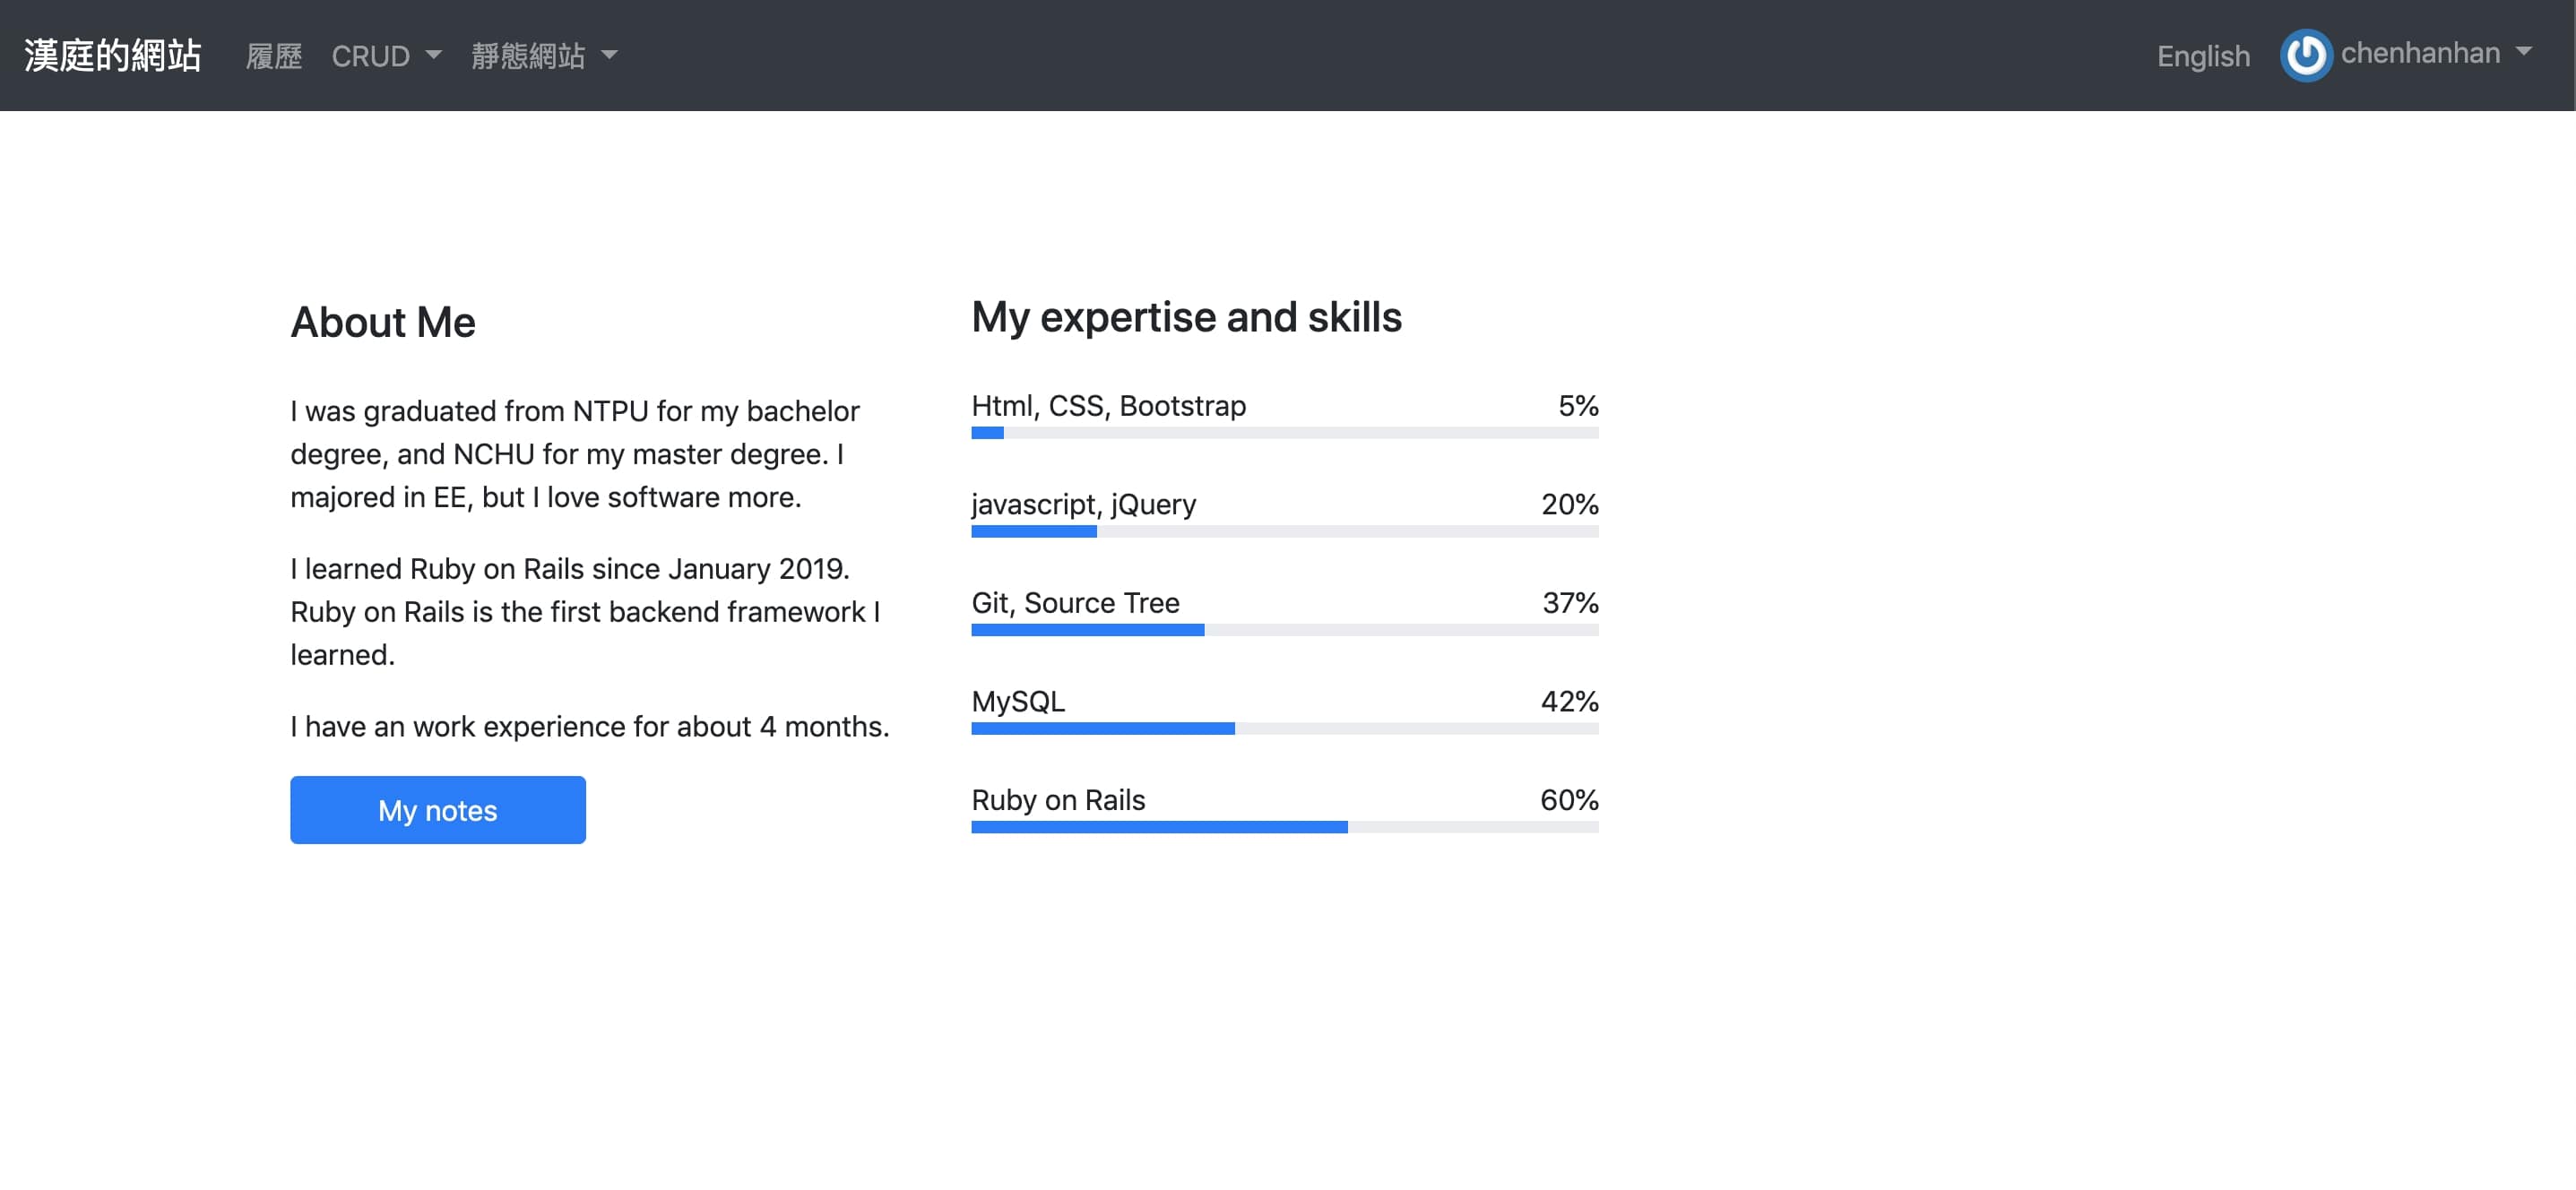 漢庭的網站 履歷 CRUD 靜態網站 English chenhanhan
About Me
I was graduated from NTPU for my bachelor
degree, and NCHU for my master degree. I
majored in EE, but I love software more.
I learned Ruby on Rails since January 2019.
Ruby on Rails is the first backend framework I
learned.
I have an work experience for about 4 months.
My notes
My expertise and skills
Html, CSS, Bootstrap 5%
javascript, jQuery 20%
Git, Source Tree 37%
MySQL 42%
Ruby on Rails 60%